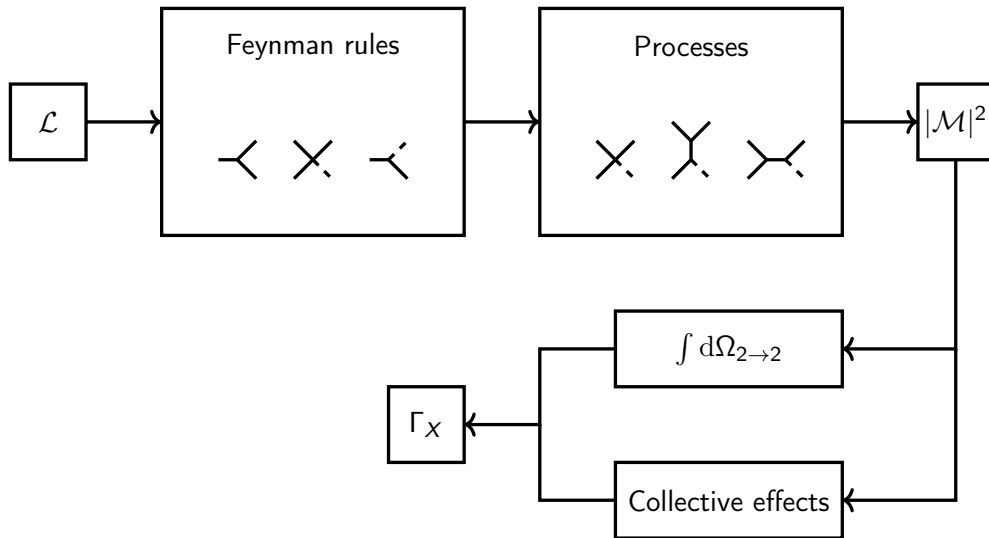 Feynman rules
Processes
ℒ
|ℳ|²
∫ dΩ₂→₂
Γ_X
Collective effects